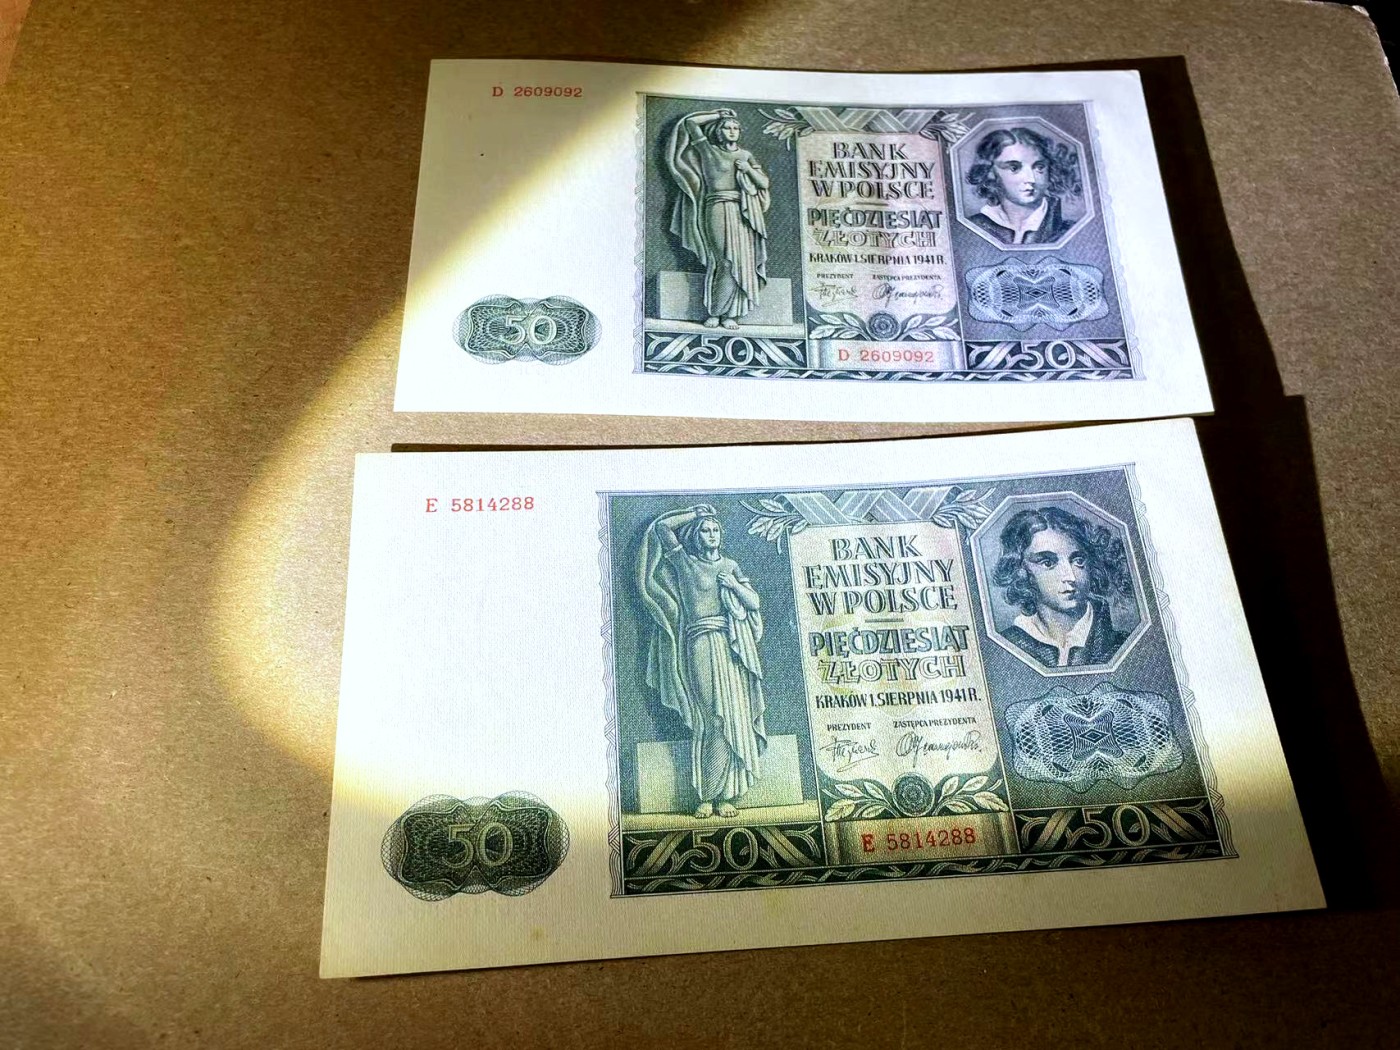 D 2609092
BANK
EMISYJNY
W POLSCE
PIĘĆDZIESIĄT
ZŁOTYCH
KRAKÓW 1. SIERPNIA 1941 R.
PREZYDENT ZASTĘPCA PREZYDENTA
50
50 D 2609092 50
E 5814288
BANK
EMISYJNY
W POLSCE
PIĘĆDZIESIĄT
ZŁOTYCH
KRAKÓW 1. SIERPNIA 1941 R.
PREZYDENT ZASTĘPCA PREZYDENTA
50
50 E 5814288 50